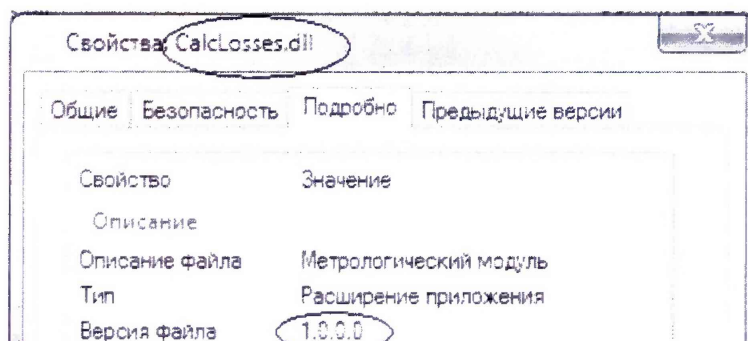 Свойства: CalcLosses.dll
Общие Безопасность Подробно Предыдущие версии
Свойство Значение
Описание
Описание файла Метрологический модуль
Тип Расширение приложения
Версия файла 1.0.0.0